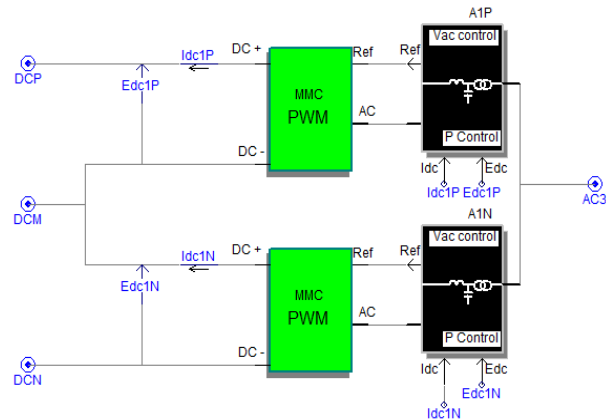 A1P
Idc1P
DC +
Ref
Ref
Vac control
DCP
Edc1P
MMC
PWM
AC
DC -
P Control
Idc
Edc
Idc1P
Edc1P
DCM
AC3
A1N
Idc1N
DC +
Ref
Ref
Vac control
Edc1N
MMC
PWM
AC
DC -
P Control
DCN
Idc
Edc
Edc1N
Idc1N